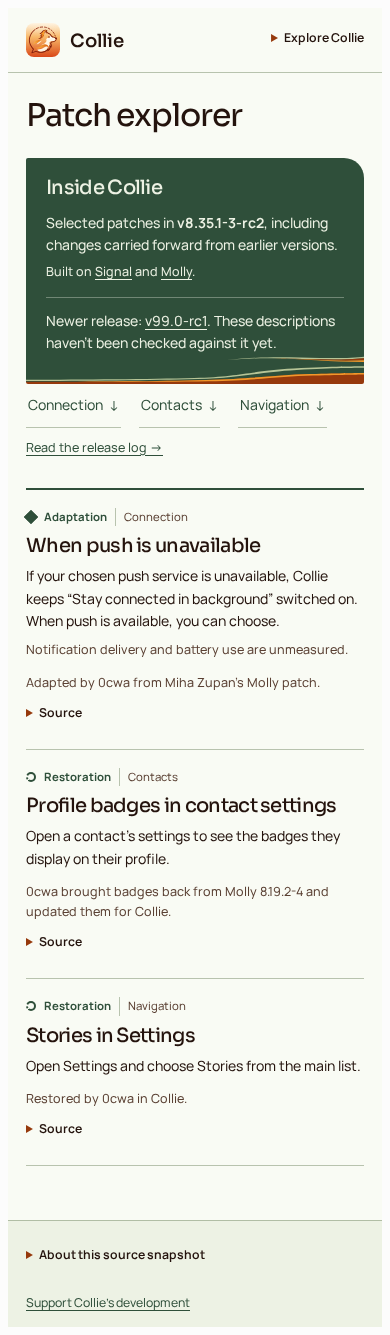 Collie
Explore Collie
Patch explorer
Inside Collie
Selected patches in v8.35.1-3-rc2, including
changes carried forward from earlier versions.
Built on Signal and Molly.
Newer release: v99.0-rc1. These descriptions
haven't been checked against it yet.
Connection ↓ Contacts ↓ Navigation ↓
Read the release log →
Adaptation Connection
When push is unavailable
If your chosen push service is unavailable, Collie
keeps “Stay connected in background” switched on.
When push is available, you can choose.
Notification delivery and battery use are unmeasured.
Adapted by 0cwa from Miha Zupan's Molly patch.
Source
Restoration Contacts
Profile badges in contact settings
Open a contact's settings to see the badges they
display on their profile.
0cwa brought badges back from Molly 8.19.2-4 and
updated them for Collie.
Source
Restoration Navigation
Stories in Settings
Open Settings and choose Stories from the main list.
Restored by 0cwa in Collie.
Source
About this source snapshot
Support Collie's development